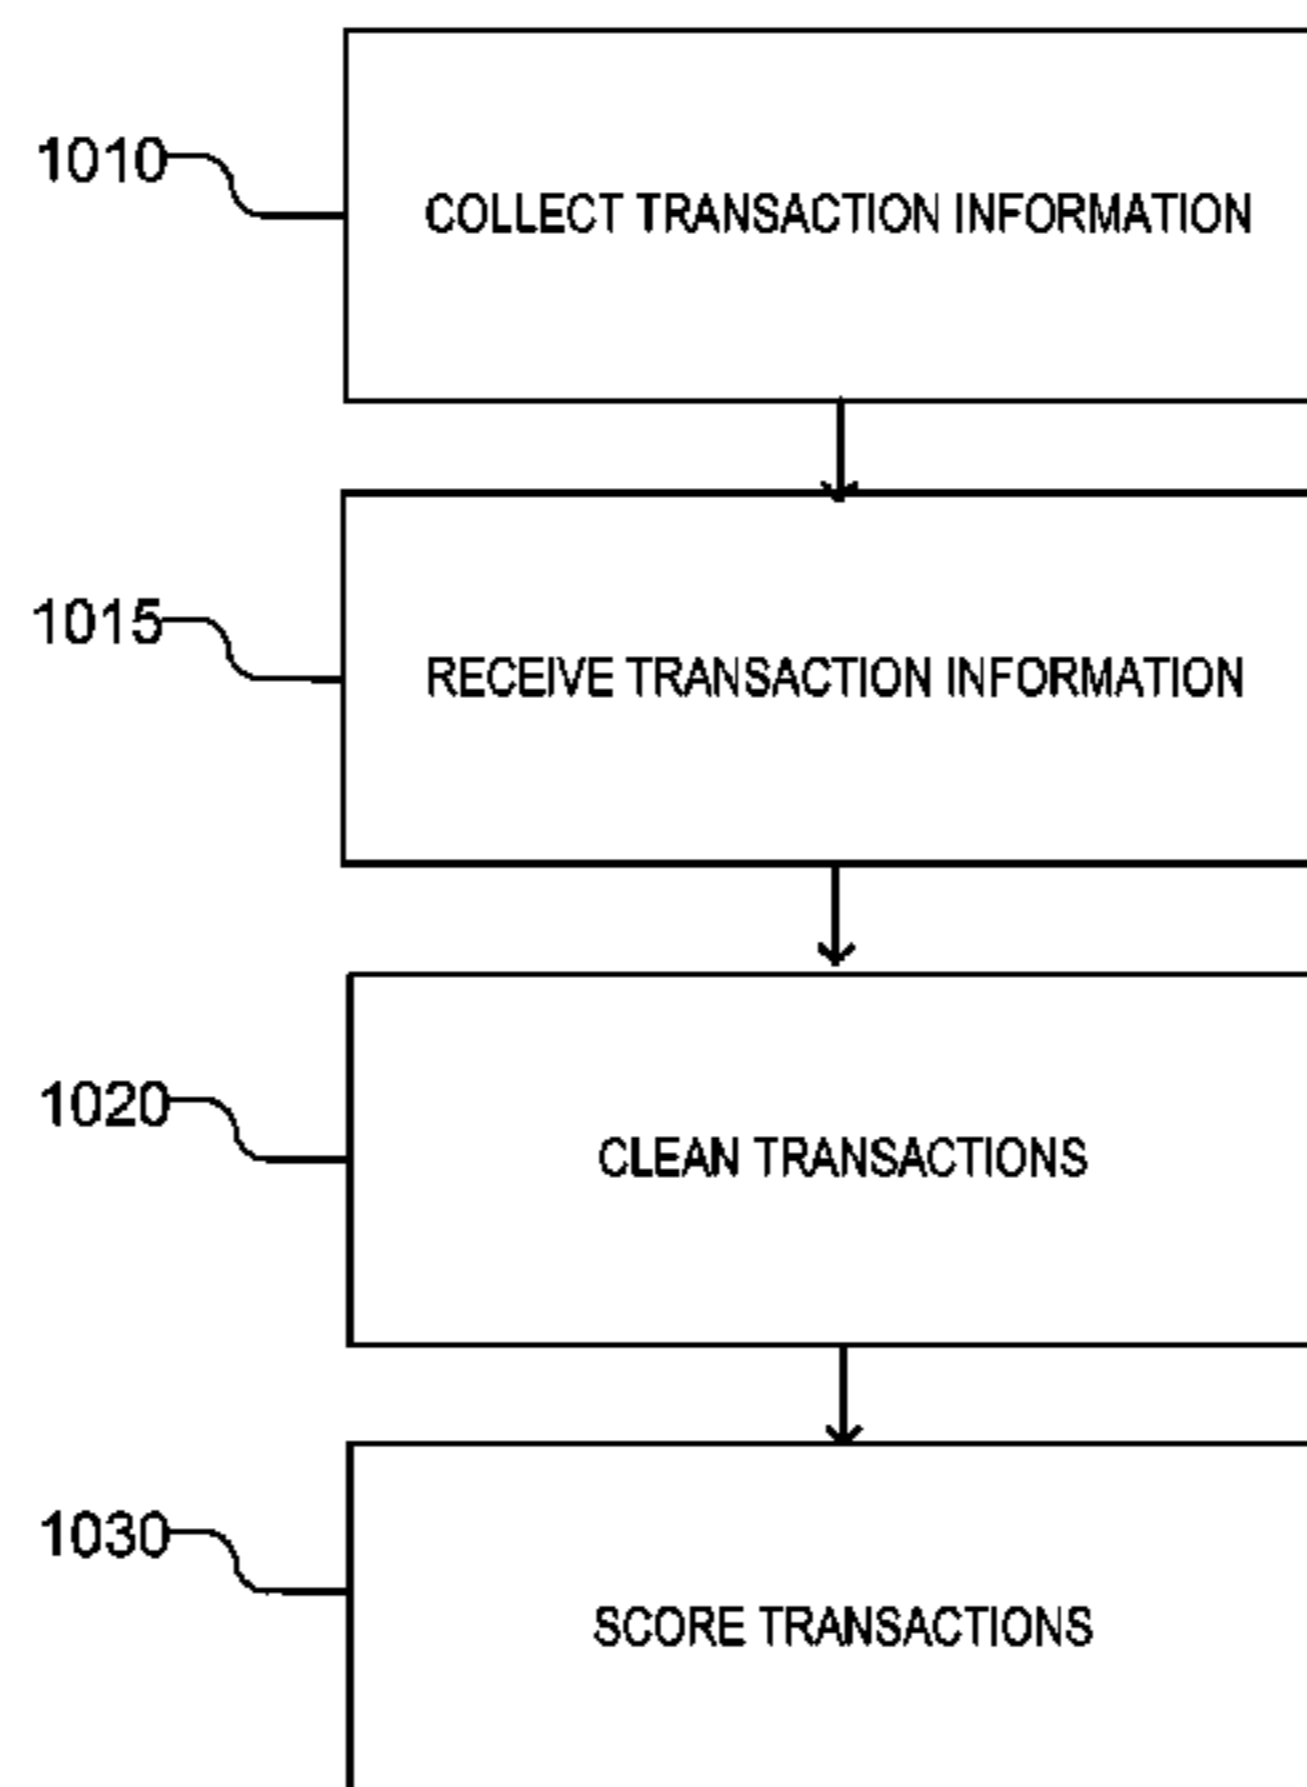 1010
COLLECT TRANSACTION INFORMATION
1015
RECEIVE TRANSACTION INFORMATION
1020
CLEAN TRANSACTIONS
1030
SCORE TRANSACTIONS